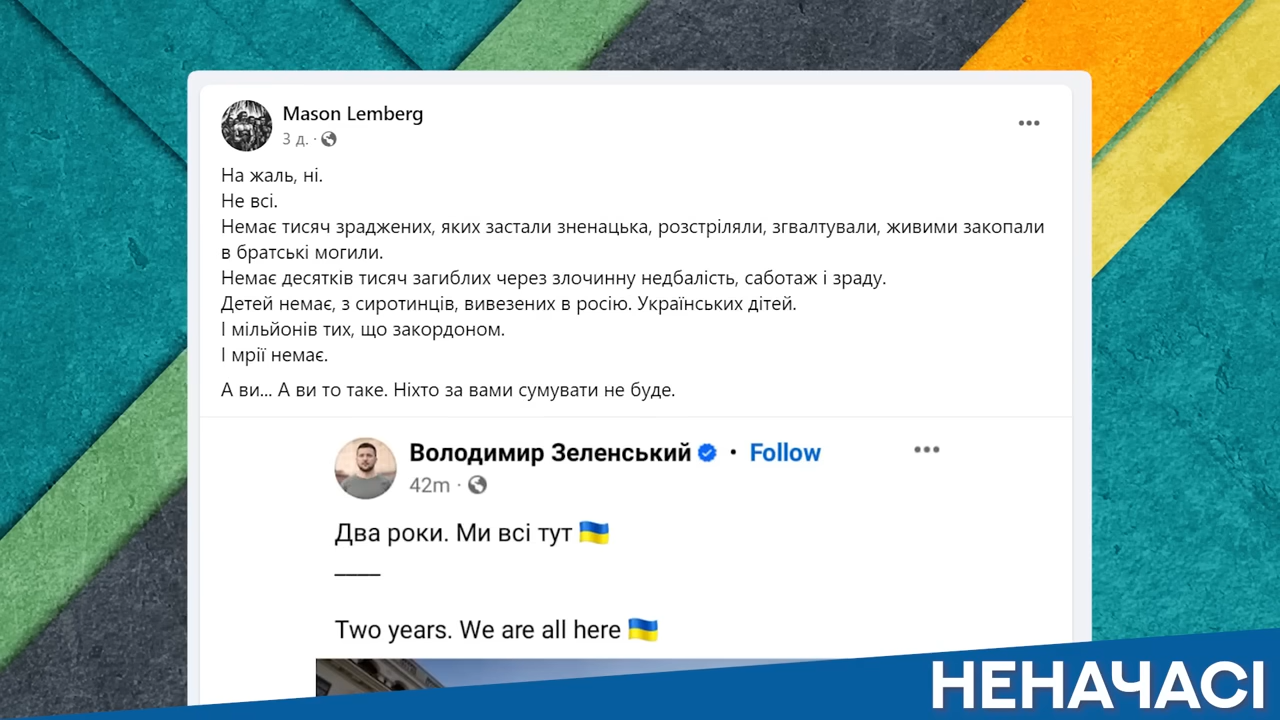 Mason Lemberg
3 д. ·
На жаль, ні.
Не всі.
Немає тисяч зраджених, яких застали зненацька, розстріляли, згвалтували, живими закопали
в братські могили.
Немає десятків тисяч загиблих через злочинну недбалість, саботаж і зраду.
Детей немає, з сиротинців, вивезених в росію. Українських дітей.
І мільйонів тих, що закордоном.
І мрії немає.
А ви... А ви то таке. Ніхто за вами сумувати не буде.
Володимир Зеленський · Follow
42m ·
Два роки. Ми всі тут 🇺🇦
____
Two years. We are all here 🇺🇦
НЕНАЧАСІ